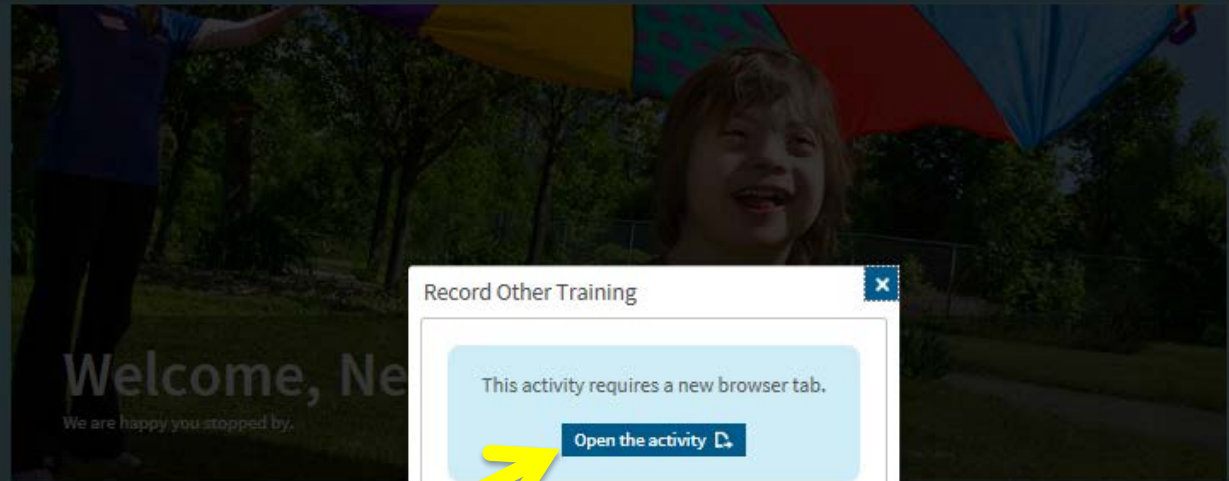 Record Other Training
This activity requires a new browser tab.
Open the activity
Welcome, Ne
We are happy you stopped by.